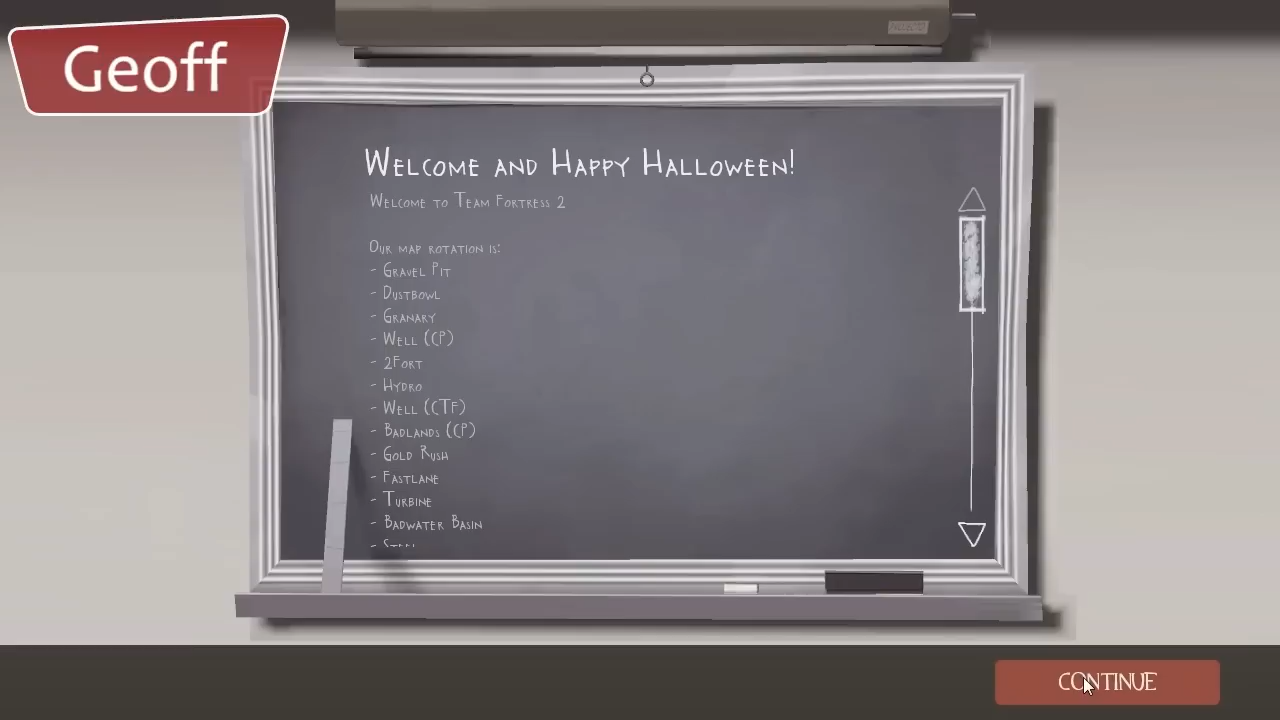 Geoff
Welcome and Happy Halloween!
Welcome to Team Fortress 2
Our map rotation is:
- Gravel Pit
- Dustbowl
- Granary
- Well (CP)
- 2Fort
- Hydro
- Well (CTF)
- Badlands (CP)
- Gold Rush
- Fastlane
- Turbine
- Badwater Basin
CONTINUE